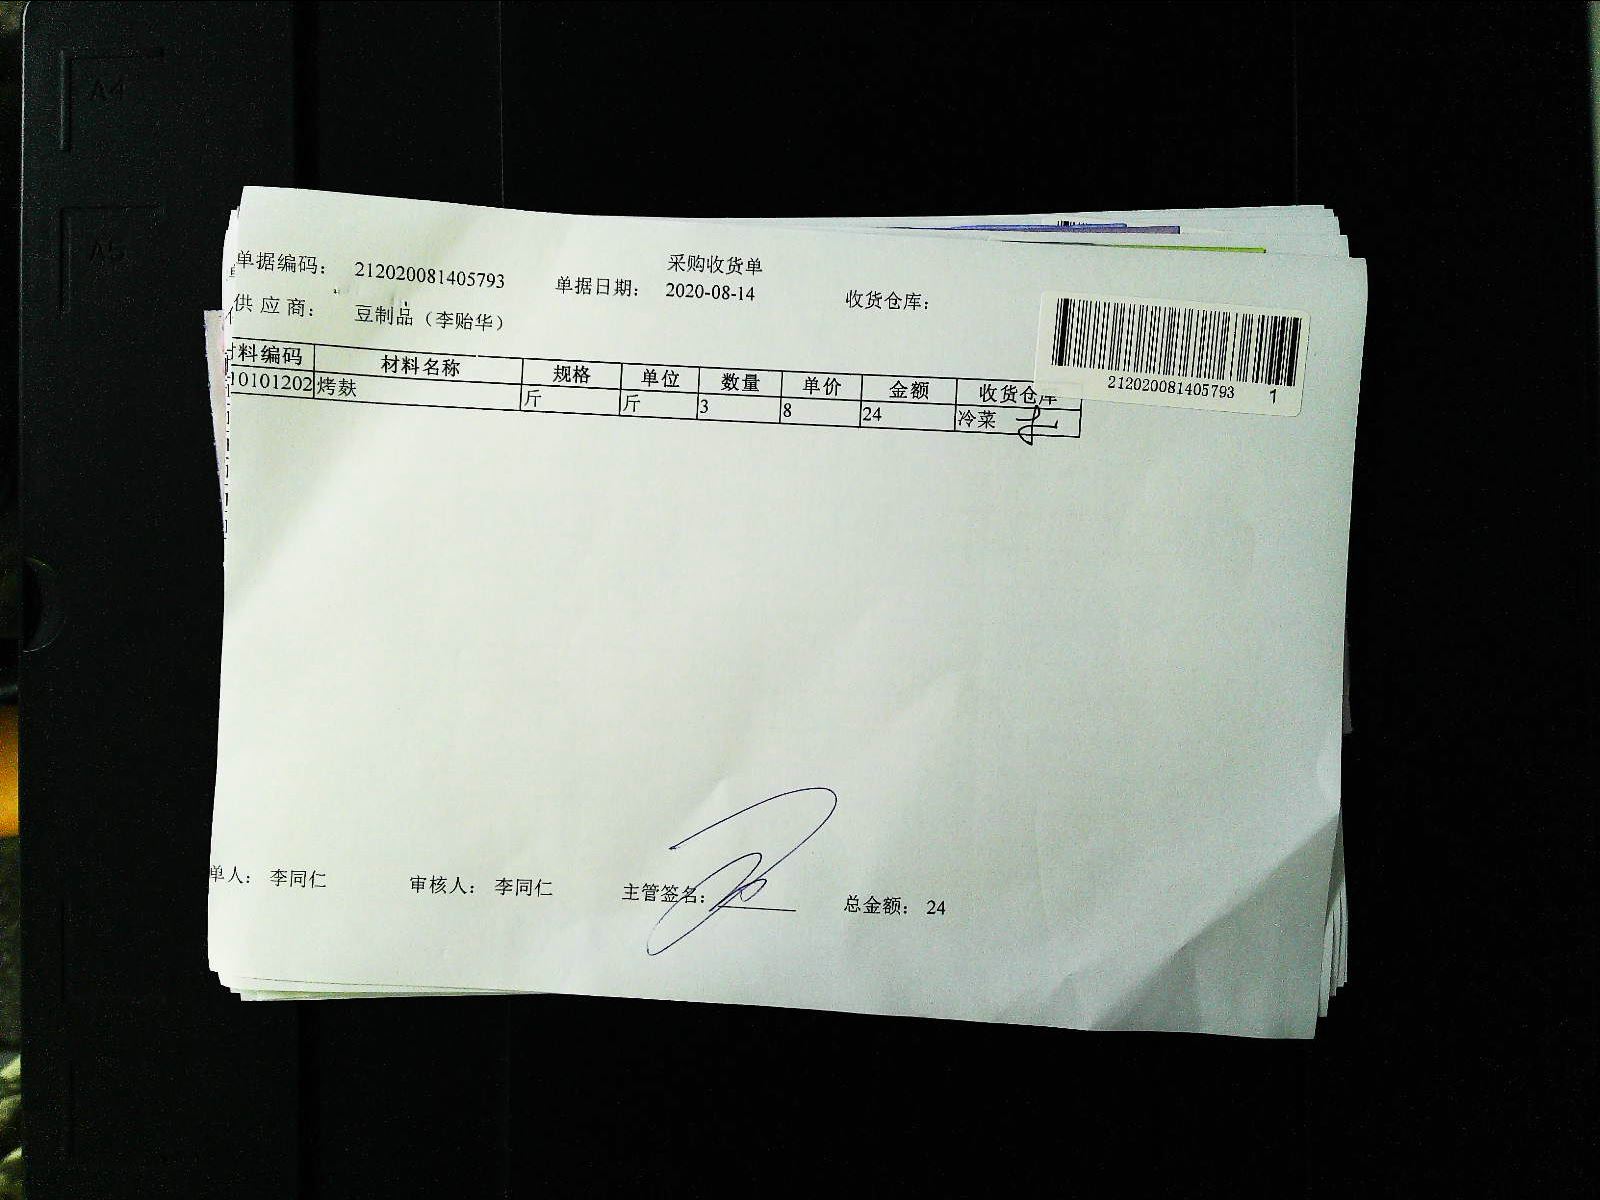 采购收货单
单据编码： 212020081405793 单据日期： 2020-08-14 收货仓库：
供应商： 豆制品（李贻华）
212020081405793 1
材料编码 材料名称 规格 单位 数量 单价 金额 收货仓库
10101202 烤麸 斤 斤 3 8 24 冷菜
单人： 李同仁 审核人： 李同仁 主管签名： 总金额： 24
A4
A5